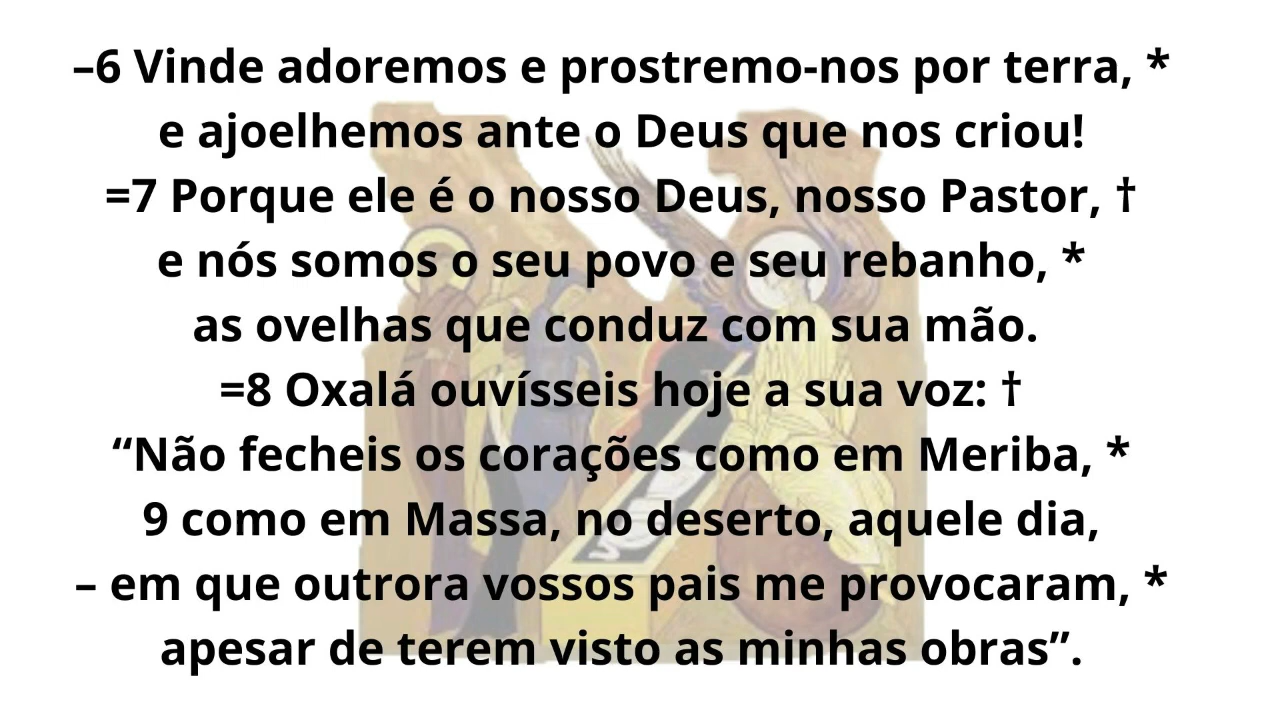 –6 Vinde adoremos e prostremo-nos por terra, *
e ajoelhemos ante o Deus que nos criou!
=7 Porque ele é o nosso Deus, nosso Pastor, †
e nós somos o seu povo e seu rebanho, *
as ovelhas que conduz com sua mão.
=8 Oxalá ouvísseis hoje a sua voz: †
“Não fecheis os corações como em Meriba, *
9 como em Massa, no deserto, aquele dia,
– em que outrora vossos pais me provocaram, *
apesar de terem visto as minhas obras”.